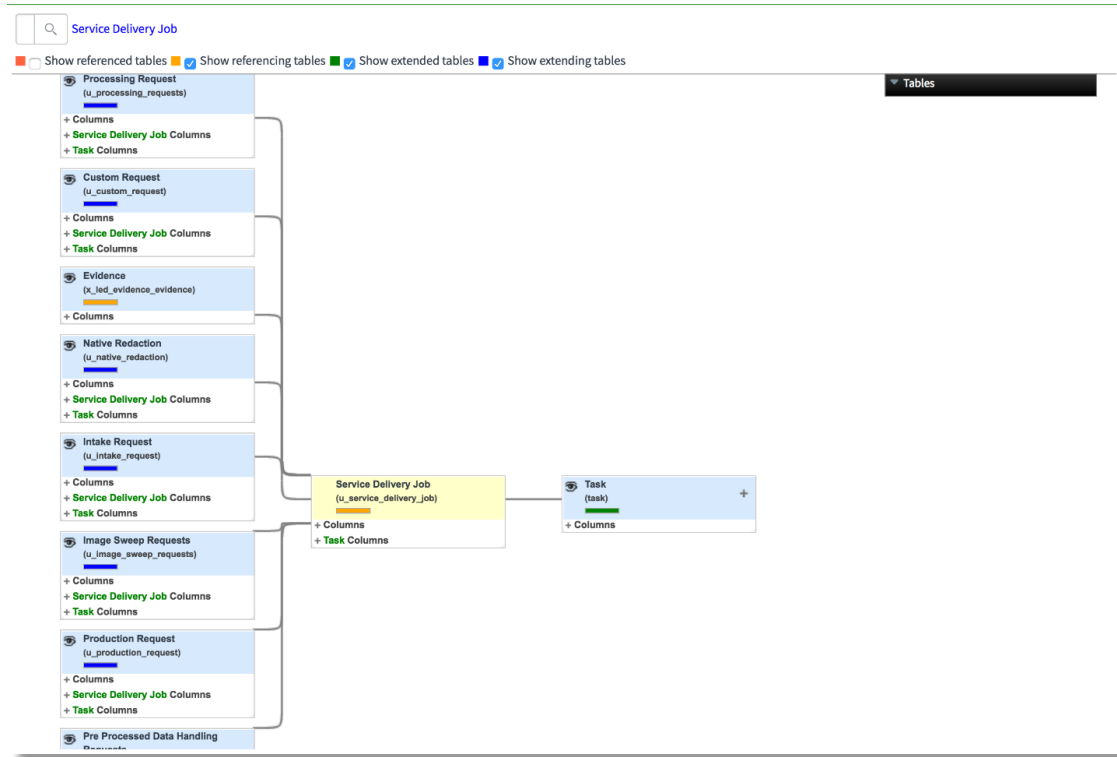 Service Delivery Job
Show referenced tables Show referencing tables Show extended tables Show extending tables
Tables
Processing Request
(u_processing_requests)
+ Columns
+ Service Delivery Job Columns
+ Task Columns
Custom Request
(u_custom_request)
+ Columns
+ Service Delivery Job Columns
+ Task Columns
Evidence
(x_led_evidence_evidence)
+ Columns
Native Redaction
(u_native_redaction)
+ Columns
+ Service Delivery Job Columns
+ Task Columns
Intake Request
(u_intake_request)
+ Columns
+ Service Delivery Job Columns
+ Task Columns
Image Sweep Requests
(u_image_sweep_requests)
+ Columns
+ Service Delivery Job Columns
+ Task Columns
Production Request
(u_production_request)
+ Columns
+ Service Delivery Job Columns
+ Task Columns
Pre Processed Data Handling
Requests
Service Delivery Job
(u_service_delivery_job)
+ Columns
+ Task Columns
Task
(task)
+
+ Columns